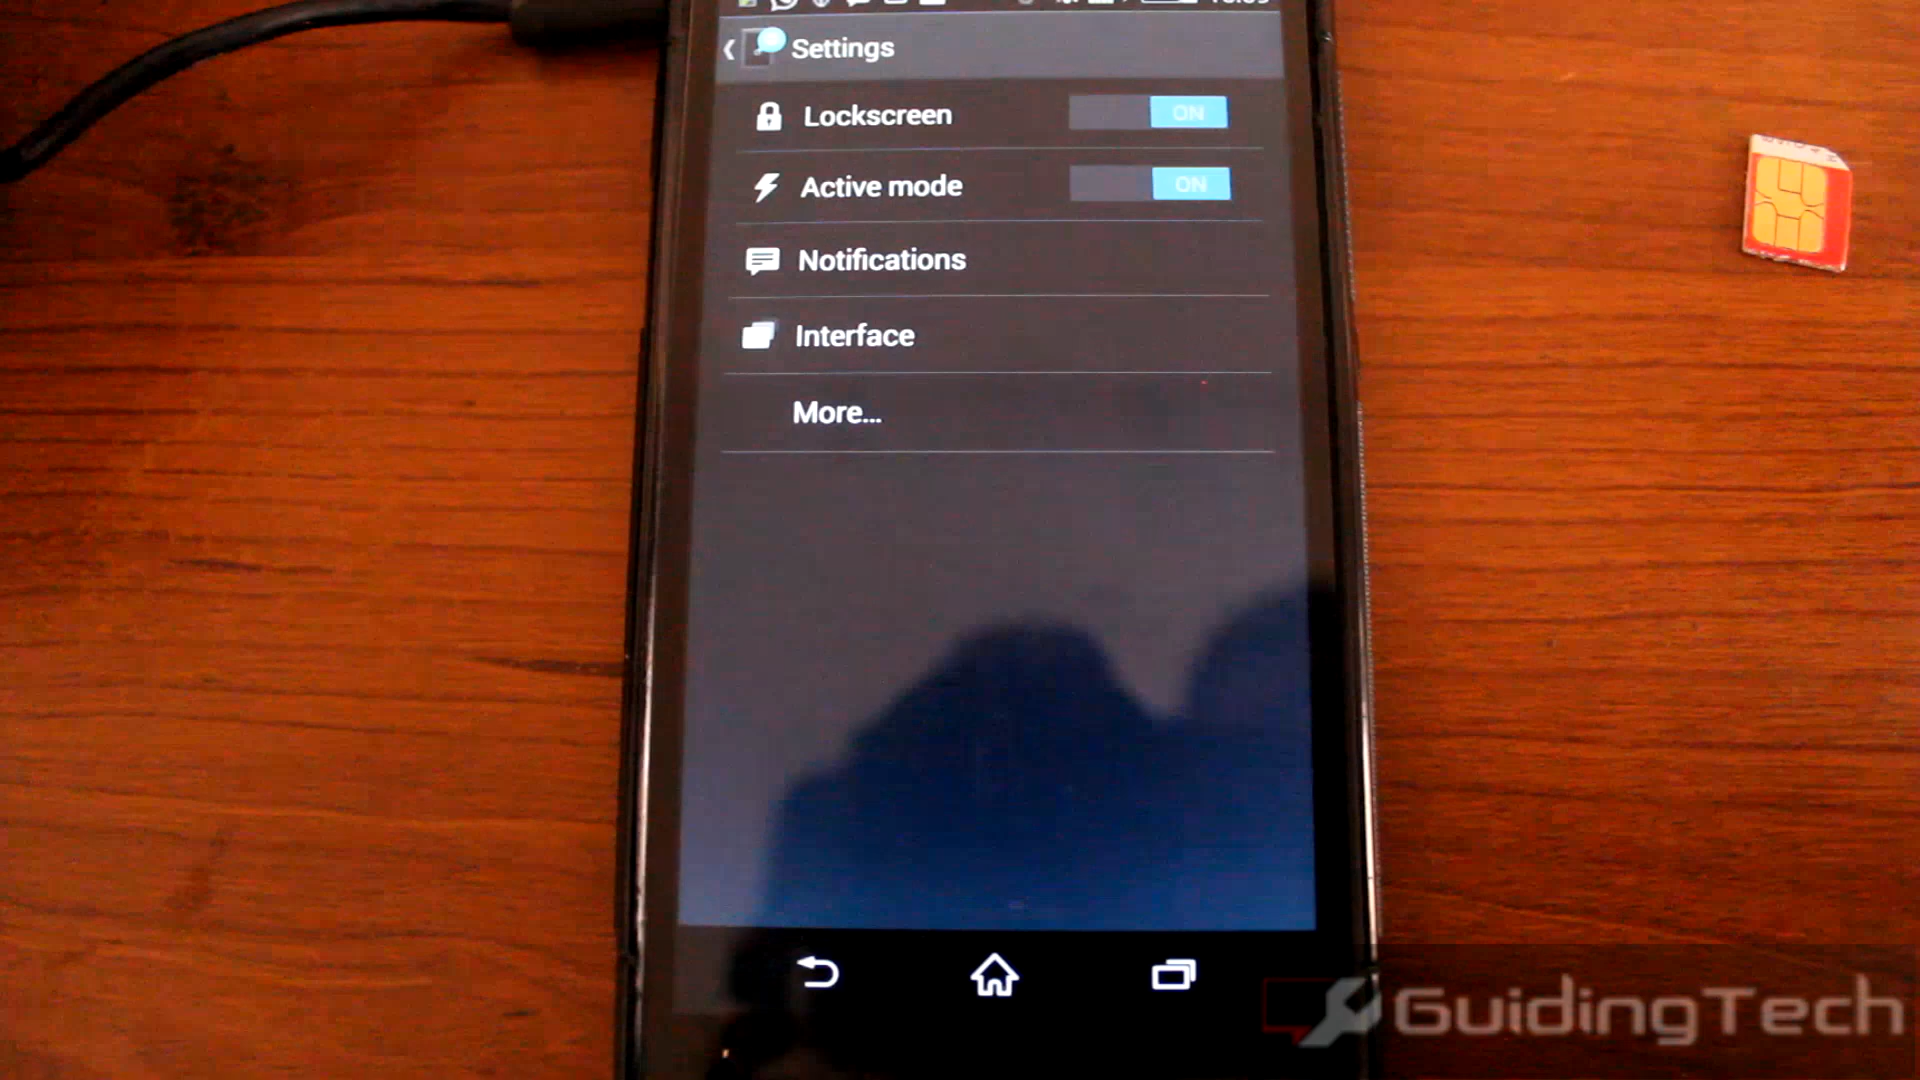 Settings
Lockscreen ON
Active mode ON
Notifications
Interface
More...
GuidingTech